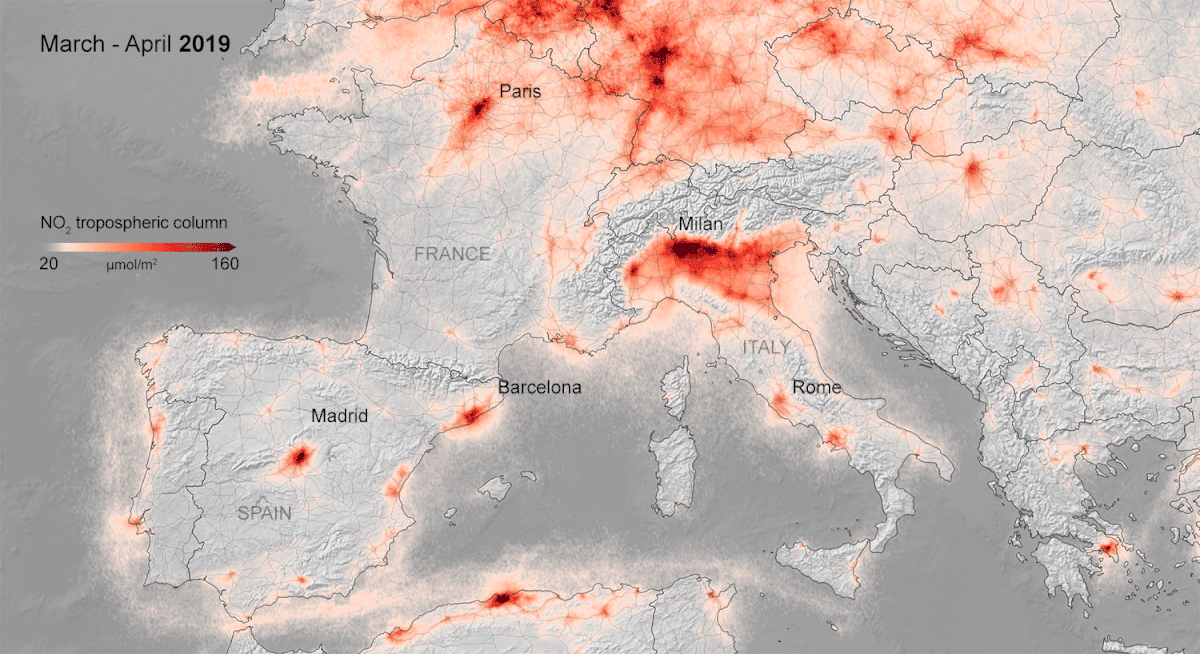 March - April 2019
Paris
NO₂ tropospheric column
20 μmol/m² 160
Milan
FRANCE
ITALY
Barcelona
Rome
Madrid
SPAIN